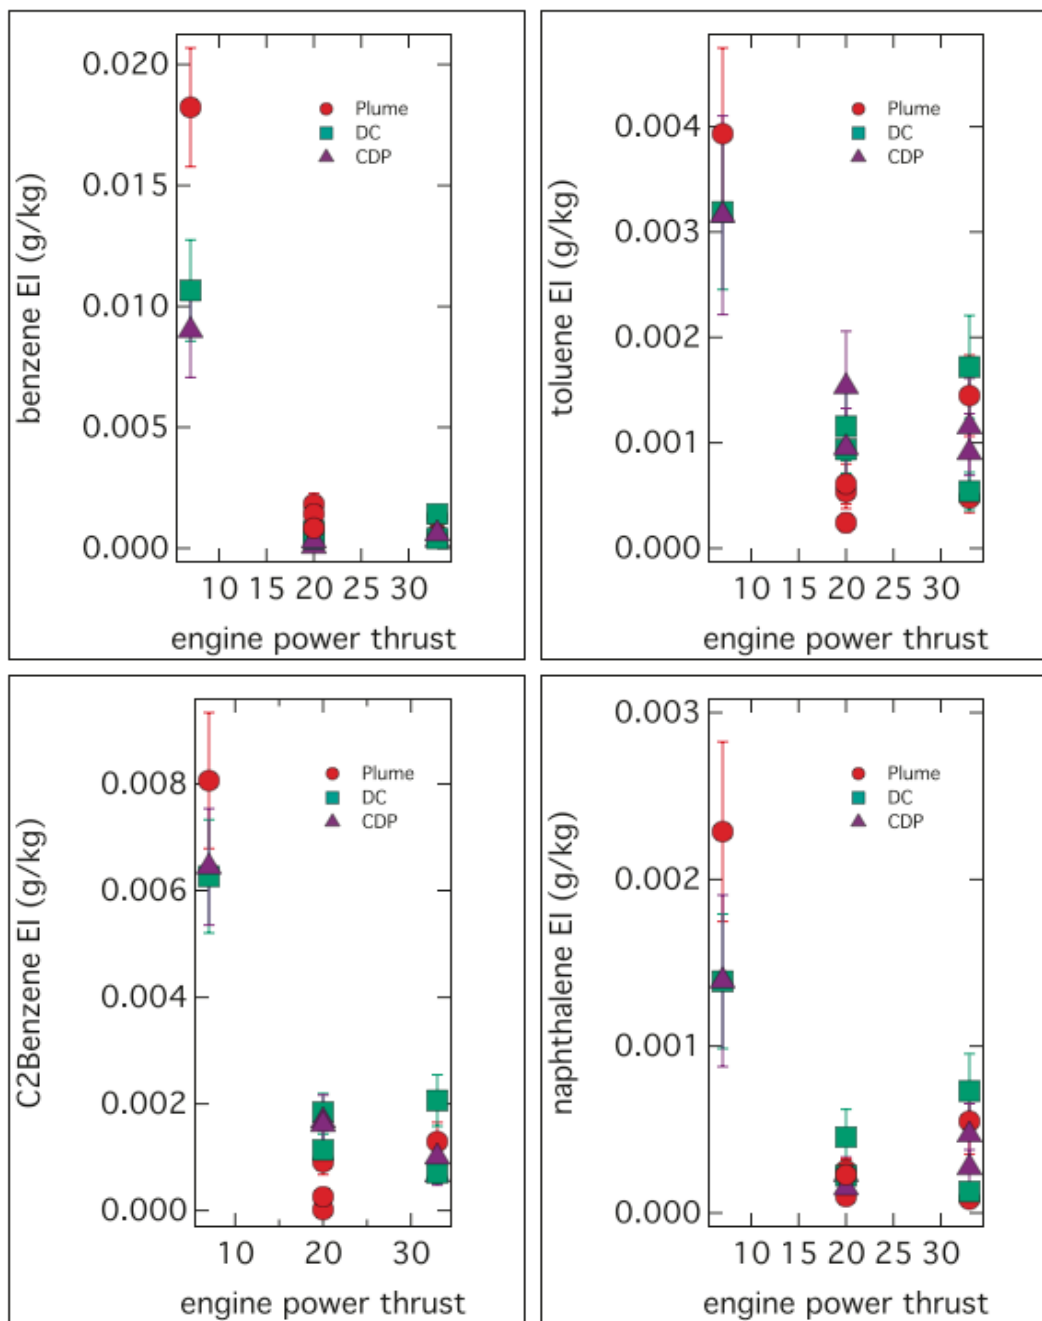 benzene EI (g/kg)
0.020
0.015
0.010
0.005
0.000
Plume
DC
CDP
10 15 20 25 30
engine power thrust
toluene EI (g/kg)
0.004
0.003
0.002
0.001
0.000
Plume
DC
CDP
10 15 20 25 30
engine power thrust
C2Benzene EI (g/kg)
0.008
0.006
0.004
0.002
0.000
Plume
DC
CDP
10 20 30
engine power thrust
naphthalene EI (g/kg)
0.003
0.002
0.001
0.000
Plume
DC
CDP
10 15 20 25 30
engine power thrust